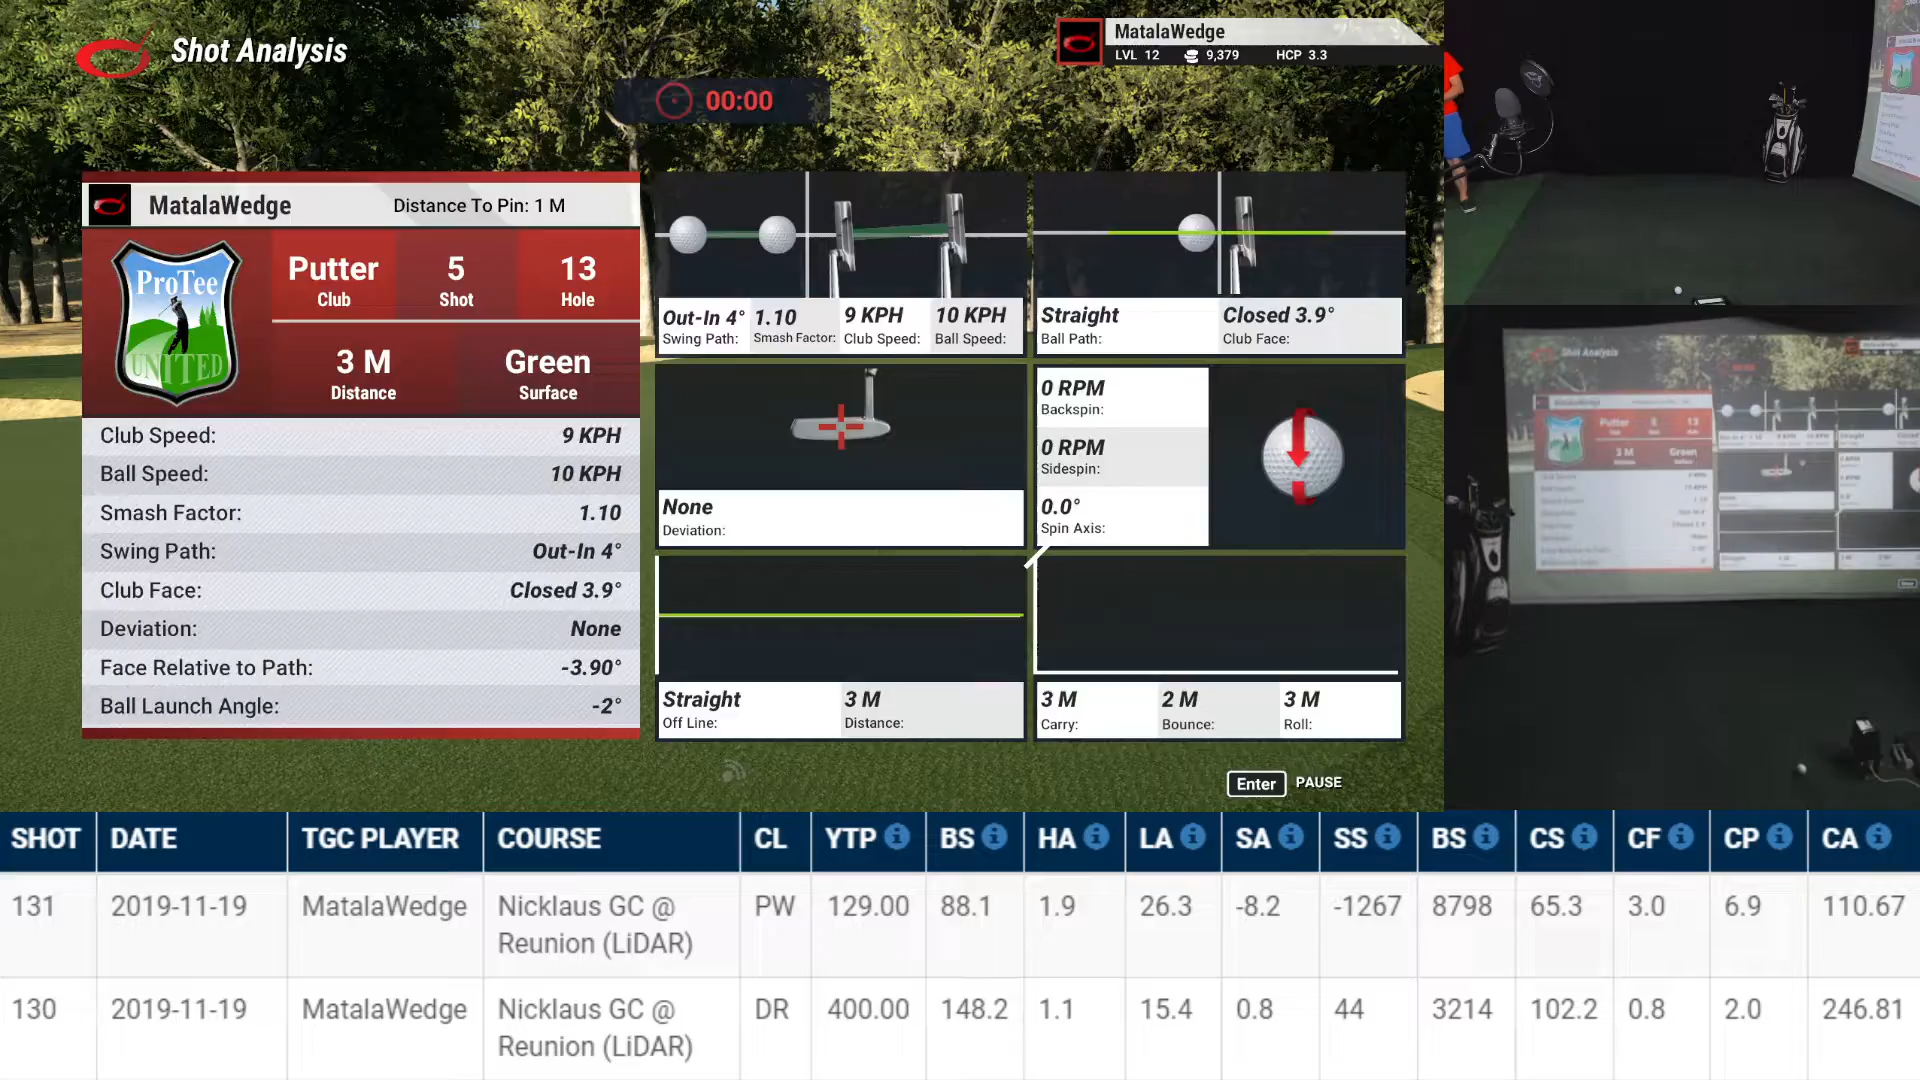 Shot Analysis
MatalaWedge
LVL 12 9,379 HCP 3.3
00:00
MatalaWedge Distance To Pin: 1 M
ProTee
UNITED
Putter 5 13
Club Shot Hole
3 M Green
Distance Surface
Club Speed: 9 KPH
Ball Speed: 10 KPH
Smash Factor: 1.10
Swing Path: Out-In 4°
Club Face: Closed 3.9°
Deviation: None
Face Relative to Path: -3.90°
Ball Launch Angle: -2°
Out-In 4° 1.10 9 KPH 10 KPH
Swing Path: Smash Factor: Club Speed: Ball Speed:
Straight Closed 3.9°
Ball Path: Club Face:
None
Deviation:
0 RPM
Backspin:
0 RPM
Sidespin:
0.0°
Spin Axis:
Straight 3 M
Off Line: Distance:
3 M 2 M 3 M
Carry: Bounce: Roll:
Enter PAUSE
Shot Analysis
MatalaWedge
Putter 5 13
3 M Green
SHOT DATE TGC PLAYER COURSE CL YTP BS HA LA SA SS BS CS CF CP CA
131 2019-11-19 MatalaWedge Nicklaus GC @ PW 129.00 88.1 1.9 26.3 -8.2 -1267 8798 65.3 3.0 6.9 110.67
Reunion (LiDAR)
130 2019-11-19 MatalaWedge Nicklaus GC @ DR 400.00 148.2 1.1 15.4 0.8 44 3214 102.2 0.8 2.0 246.81
Reunion (LiDAR)